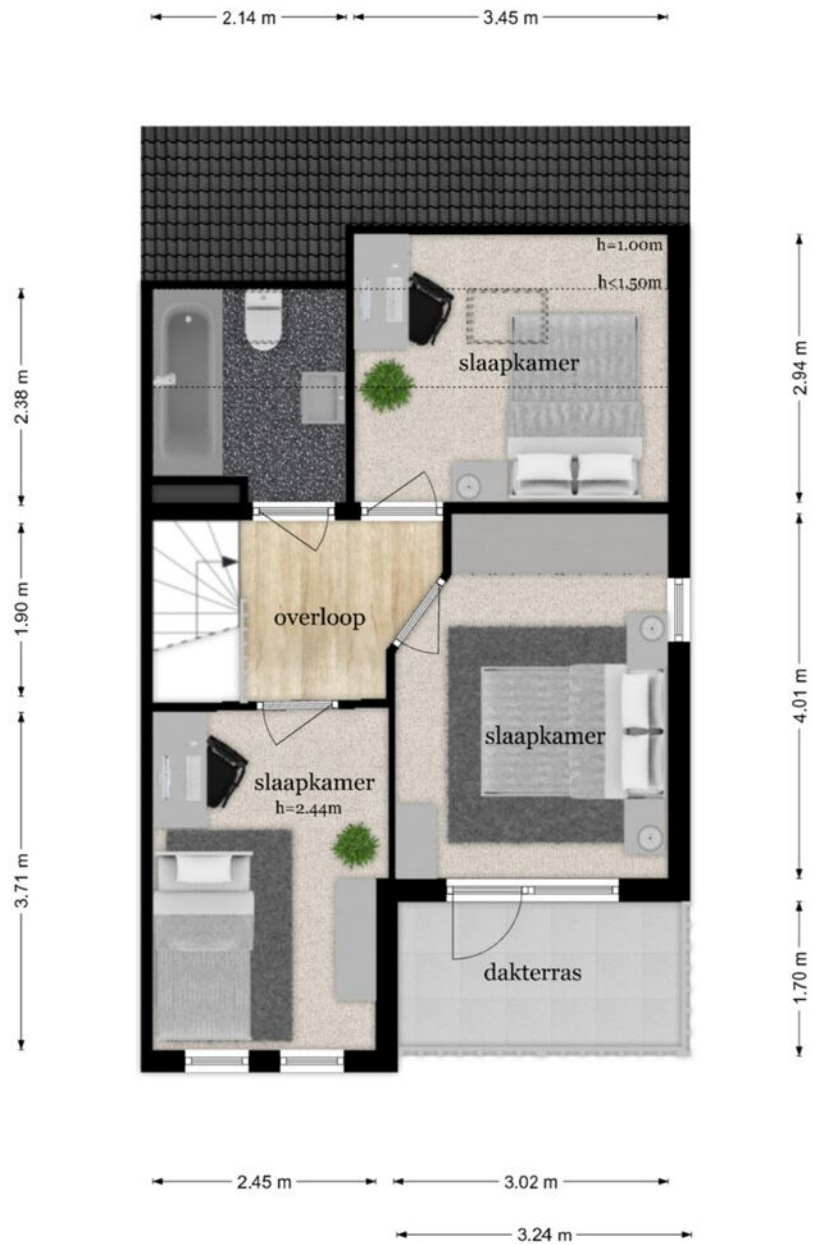 2.14 m
3.45 m
h=1.00m
h<1.50m
slaapkamer
2.38 m
2.94 m
overloop
1.90 m
slaapkamer
4.01 m
slaapkamer
h=2.44m
3.71 m
dakterras
1.70 m
2.45 m
3.02 m
3.24 m